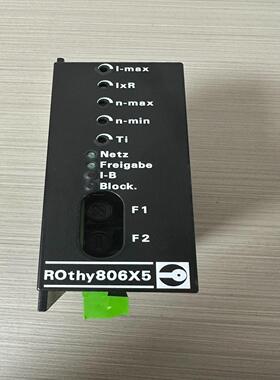 I-max
IxR
n-max
n-min
Ti
Netz
Freigabe
I-B
Block.
F1
F2
ROthy806X5